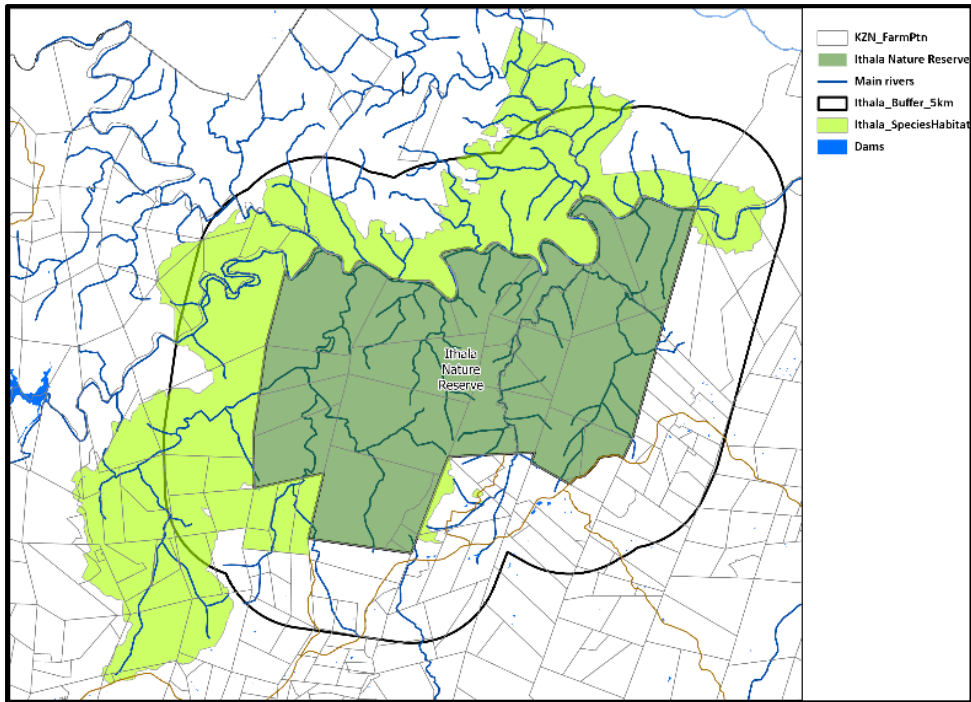 KZN_FarmPtn
Ithala Nature Reserve
Main rivers
Ithala_Buffer_5km
Ithala_SpeciesHabitat
Dams
Ithala
Nature
Reserve